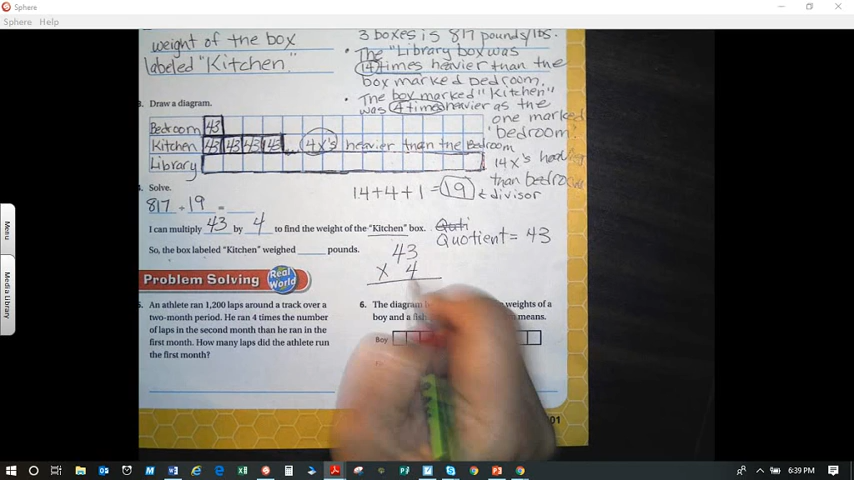 Sphere
Sphere Help
weight of the box
labeled "Kitchen."
3 boxes is 817 pounds/lbs.
• The "Library box was
14 times heavier than the
box marked bedroom.
• The box marked "Kitchen"
was 4 times heavier as the
one marked
"bedroom."
3. Draw a diagram.
Bedroom 43
Kitchen 43 43 43 43 4x's heavier than the Bedroom
Library
14x's heavier
than bedroom
4. Solve.
817 ÷ 19 =
14+4+1 = 19 ← divisor
I can multiply 43 by 4 to find the weight of the "Kitchen" box.
Quti
Quotient = 43
So, the box labeled "Kitchen" weighed pounds.
43
x 4
Problem Solving Real World
5. An athlete ran 1,200 laps around a track over a
two-month period. He ran 4 times the number
of laps in the second month than he ran in the
first month. How many laps did the athlete run
the first month?
6. The diagram weights of a
boy and a means.
Boy
Menu
Media Library
6:39 PM